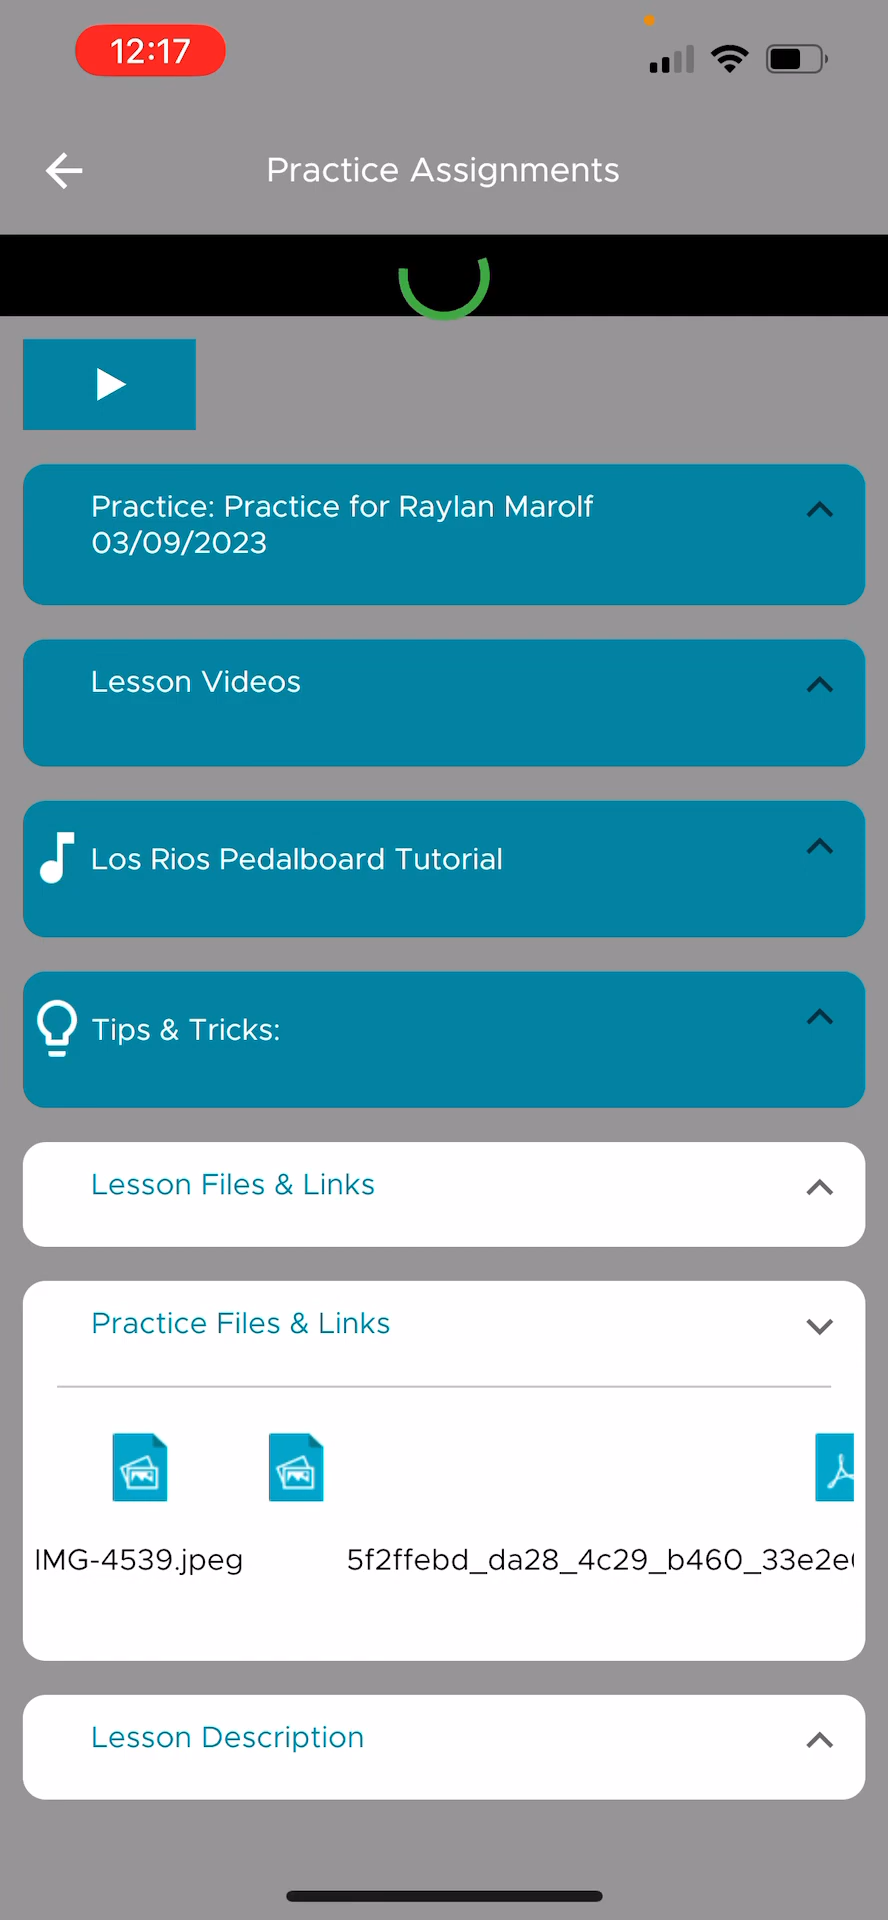 12:17
Practice Assignments
Practice: Practice for Raylan Marolf
03/09/2023
Lesson Videos
Los Rios Pedalboard Tutorial
Tips & Tricks:
Lesson Files & Links
Practice Files & Links
IMG-4539.jpeg
5f2ffebd_da28_4c29_b460_33e2e
Lesson Description